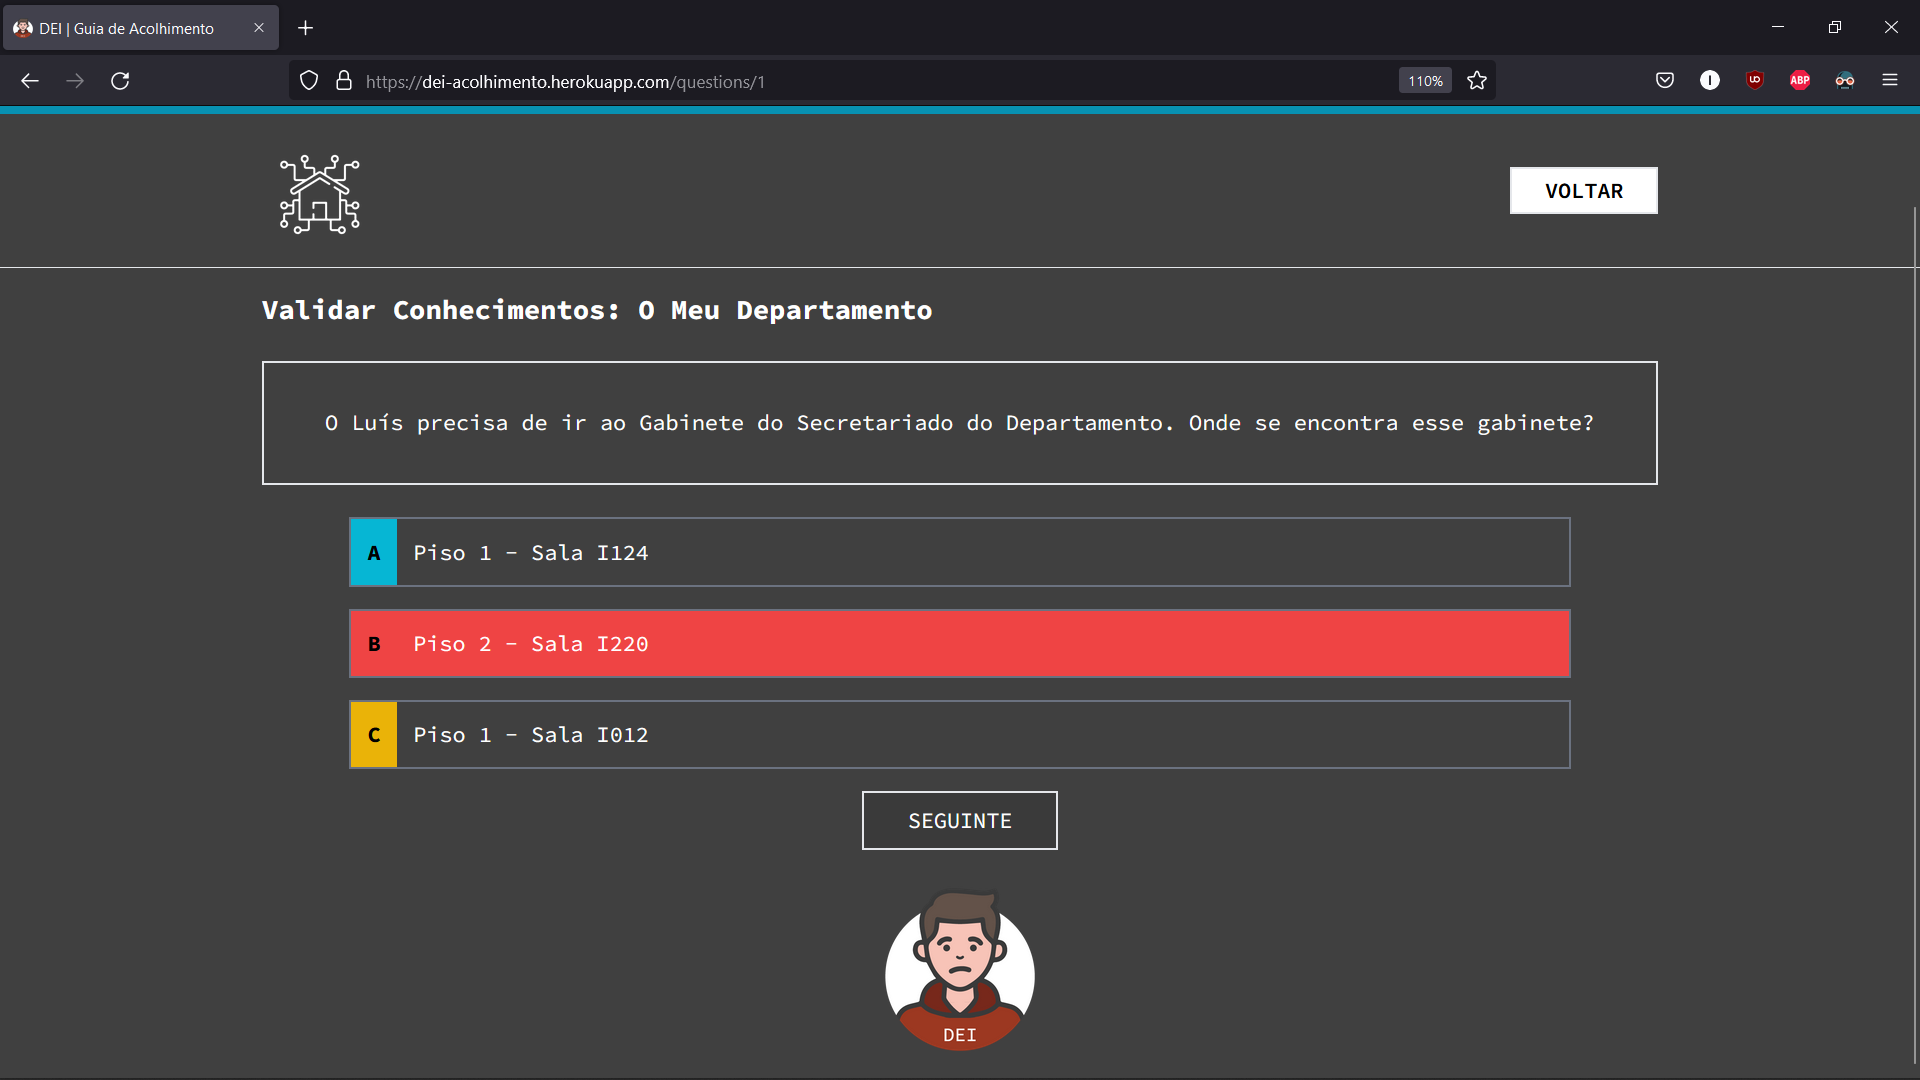 DEI | Guia de Acolhimento
https://dei-acolhimento.herokuapp.com/questions/1
110%
ABP
VOLTAR
Validar Conhecimentos: O Meu Departamento
O Luís precisa de ir ao Gabinete do Secretariado do Departamento. Onde se encontra esse gabinete?
A Piso 1 - Sala I124
B Piso 2 - Sala I220
C Piso 1 - Sala I012
SEGUINTE
DEI